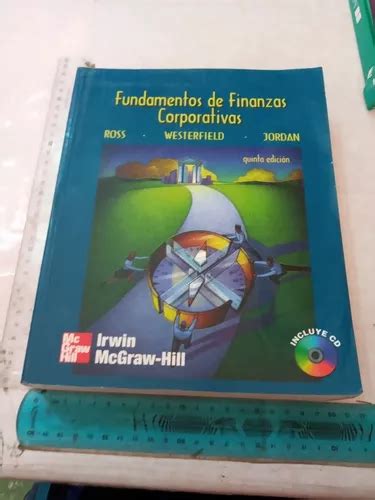 Fundamentos de Finanzas
Corporativas
ROSS · WESTERFIELD · JORDAN
quinta edición
Mc
Graw
Hill
Irwin
McGraw-Hill
INCLUYE CD